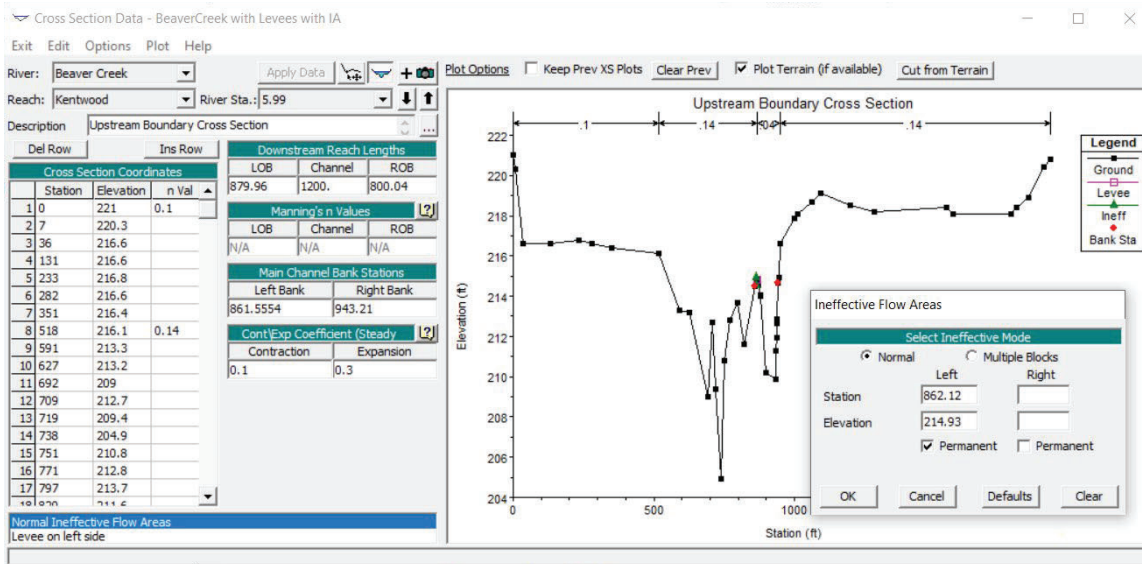 Cross Section Data - BeaverCreek with Levees with IA
Exit Edit Options Plot Help
River: Beaver Creek
Apply Data
Plot Options Keep Prev XS Plots Clear Prev Plot Terrain (if available) Cut from Terrain
Reach: Kentwood River Sta.: 5.99
Description Upstream Boundary Cross Section ...
Del Row Ins Row
Cross Section Coordinates
Station Elevation n Val
1 0 221 0.1
2 7 220.3
3 36 216.6
4 131 216.6
5 233 216.8
6 282 216.6
7 351 216.4
8 518 216.1 0.14
9 591 213.3
10 627 213.2
11 692 209
12 709 212.7
13 719 209.4
14 738 204.9
15 751 210.8
16 771 212.8
17 797 213.7
Downstream Reach Lengths
LOB Channel ROB
879.96 1200. 800.04
Manning's n Values
LOB Channel ROB
N/A N/A N/A
Main Channel Bank Stations
Left Bank Right Bank
861.5554 943.21
Cont\Exp Coefficient (Steady
Contraction Expansion
0.1 0.3
Normal Ineffective Flow Areas
Levee on left side
Upstream Boundary Cross Section
.1 .14 .04 .14
222
220
218
216
214
212
210
208
206
204
Elevation (ft)
0 500 1000
Station (ft)
Legend
Ground
Levee
Ineff
Bank Sta
Ineffective Flow Areas
Select Ineffective Mode
Normal Multiple Blocks
Left Right
Station 862.12
Elevation 214.93
Permanent Permanent
OK Cancel Defaults Clear